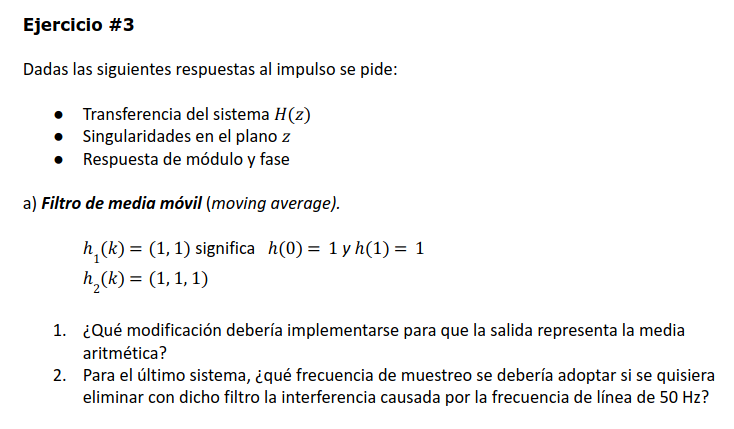 Ejercicio #3
Dadas las siguientes respuestas al impulso se pide:
● Transferencia del sistema H(z)
● Singularidades en el plano z
● Respuesta de módulo y fase
a) Filtro de media móvil (moving average).
h₁(k) = (1, 1) significa h(0) = 1 y h(1) = 1
h₂(k) = (1, 1, 1)
1. ¿Qué modificación debería implementarse para que la salida representa la media
aritmética?
2. Para el último sistema, ¿qué frecuencia de muestreo se debería adoptar si se quisiera
eliminar con dicho filtro la interferencia causada por la frecuencia de línea de 50 Hz?